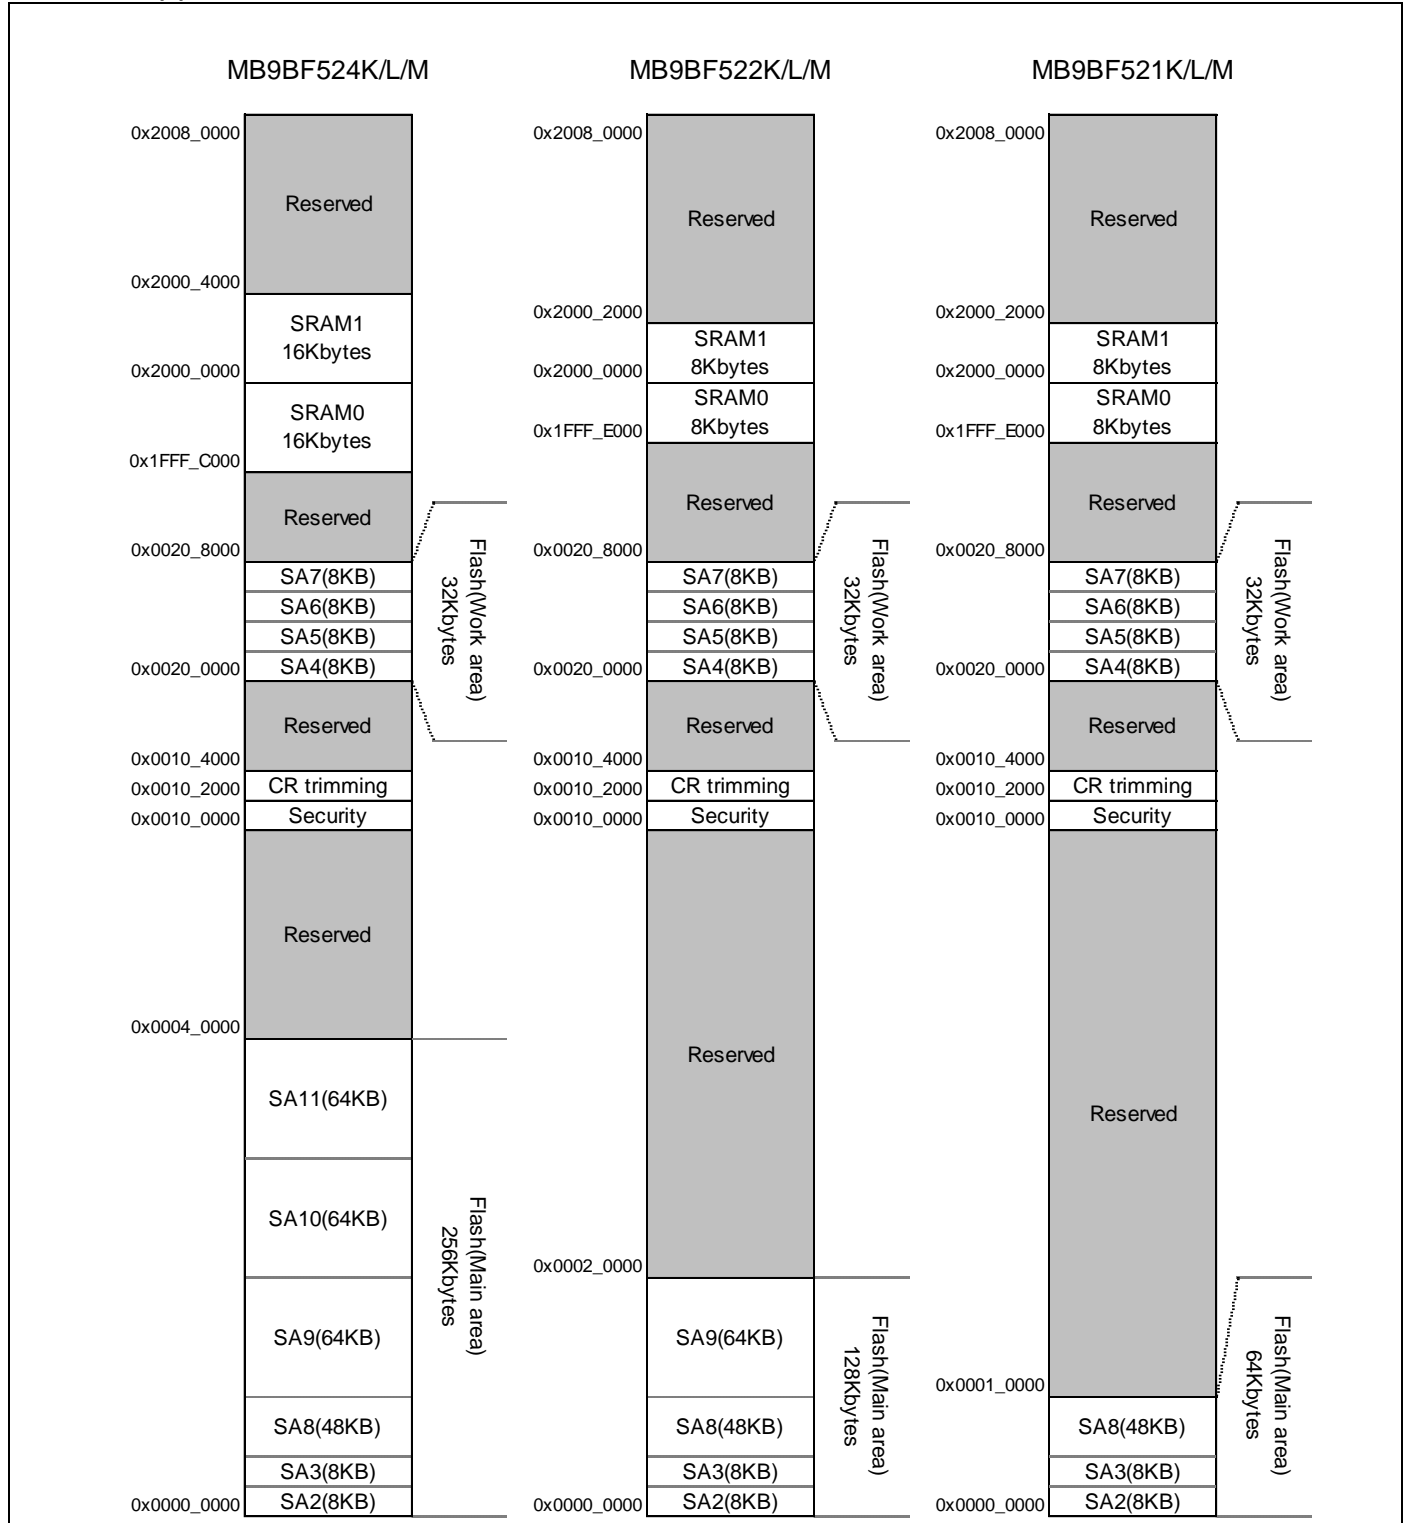 MB9BF524K/L/M
0x2008_0000
Reserved
0x2000_4000
SRAM1
16Kbytes
0x2000_0000
SRAM0
16Kbytes
0x1FFF_C000
Reserved
0x0020_8000
SA7(8KB)
SA6(8KB)
SA5(8KB)
SA4(8KB)
0x0020_0000
Flash(Work area)
32Kbytes
Reserved
0x0010_4000
CR trimming
0x0010_2000
Security
0x0010_0000
Reserved
0x0004_0000
SA11(64KB)
SA10(64KB)
SA9(64KB)
SA8(48KB)
SA3(8KB)
SA2(8KB)
0x0000_0000
Flash(Main area)
256Kbytes
MB9BF522K/L/M
0x2008_0000
Reserved
0x2000_2000
SRAM1
8Kbytes
0x2000_0000
SRAM0
8Kbytes
0x1FFF_E000
Reserved
0x0020_8000
SA7(8KB)
SA6(8KB)
SA5(8KB)
SA4(8KB)
0x0020_0000
Flash(Work area)
32Kbytes
Reserved
0x0010_4000
CR trimming
0x0010_2000
Security
0x0010_0000
Reserved
0x0002_0000
SA9(64KB)
SA8(48KB)
SA3(8KB)
SA2(8KB)
0x0000_0000
Flash(Main area)
128Kbytes
MB9BF521K/L/M
0x2008_0000
Reserved
0x2000_2000
SRAM1
8Kbytes
0x2000_0000
SRAM0
8Kbytes
0x1FFF_E000
Reserved
0x0020_8000
SA7(8KB)
SA6(8KB)
SA5(8KB)
SA4(8KB)
0x0020_0000
Flash(Work area)
32Kbytes
Reserved
0x0010_4000
CR trimming
0x0010_2000
Security
0x0010_0000
Reserved
0x0001_0000
SA8(48KB)
SA3(8KB)
SA2(8KB)
0x0000_0000
Flash(Main area)
64Kbytes